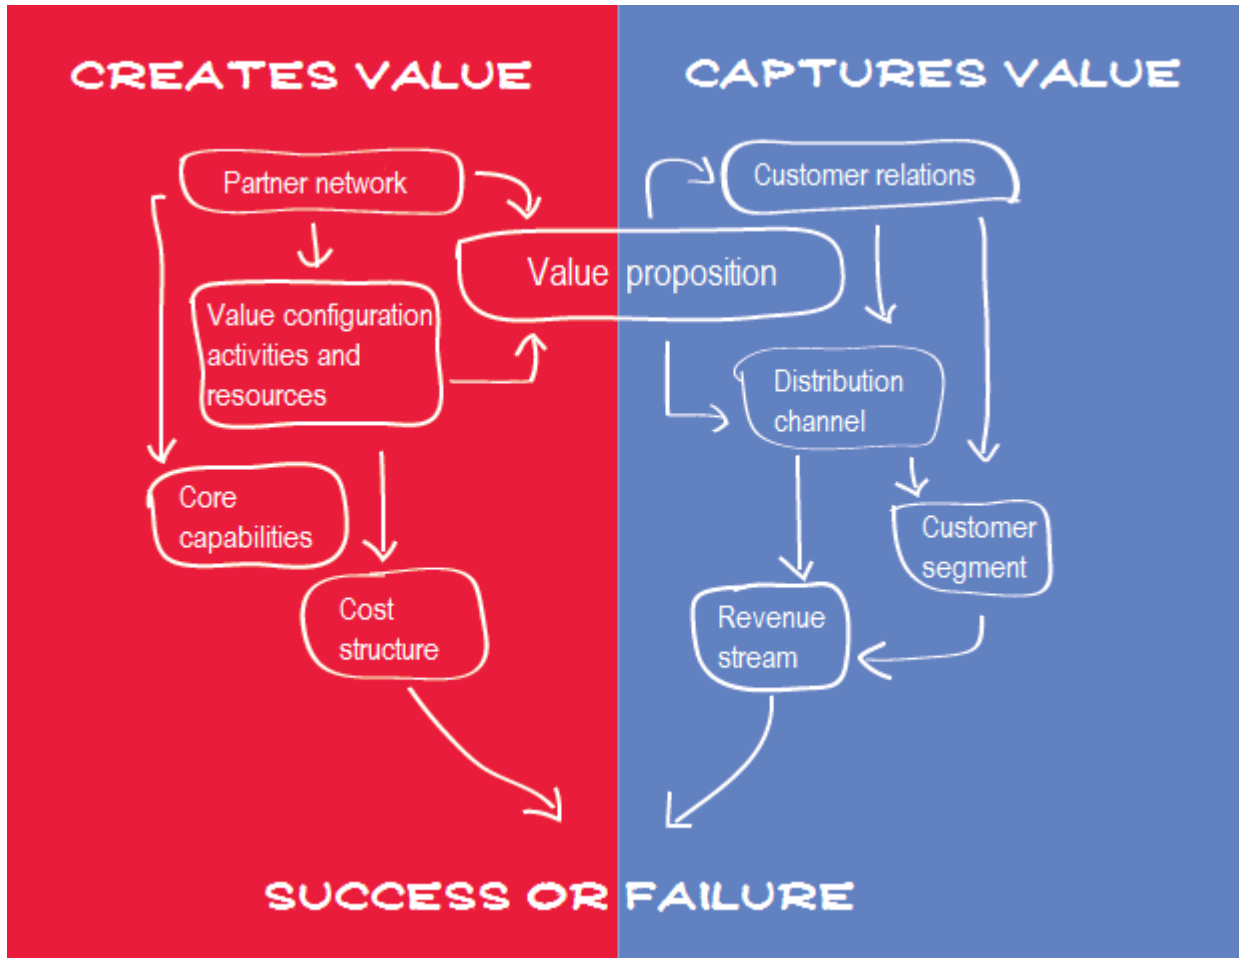 CREATES VALUE
CAPTURES VALUE
Partner network
Customer relations
Value proposition
Value configuration
activities and
resources
Distribution
channel
Core
capabilities
Customer
segment
Cost
structure
Revenue
stream
SUCCESS OR FAILURE